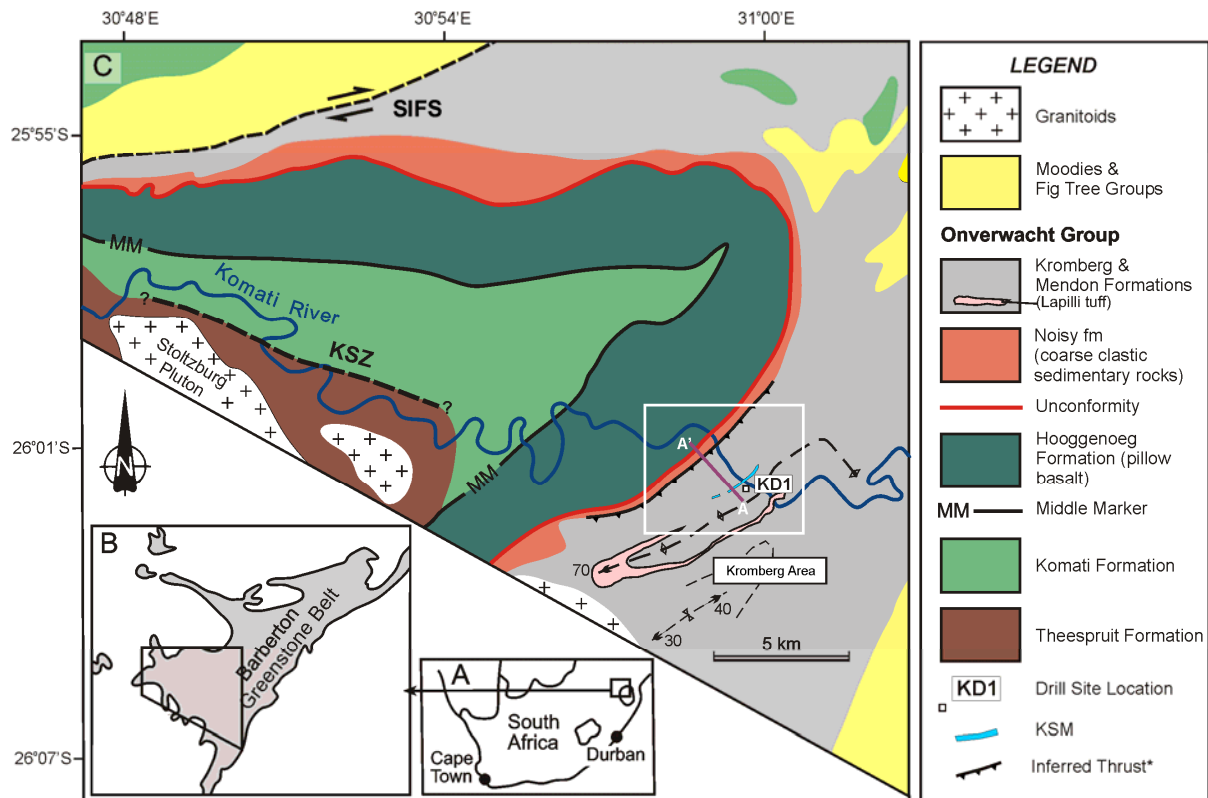 30°48'E
30°54'E
31°00'E
C
SIFS
25°55'S
MM
Komati River
?
KSZ
Stoltzburg
Pluton
?
26°01'S
N
MM
A'
KD1
A
70
Kromberg Area
40
30
5 km
B
Barberton
Greenstone Belt
A
South
Africa
Durban
Cape
Town
26°07'S
LEGEND
Granitoids
Moodies &
Fig Tree Groups
Onverwacht Group
Kromberg &
Mendon Formations
(Lapilli tuff)
Noisy fm
(coarse clastic
sedimentary rocks)
Unconformity
Hooggenoeg
Formation (pillow
basalt)
MM Middle Marker
Komati Formation
Theespruit Formation
KD1 Drill Site Location
KSM
Inferred Thrust*